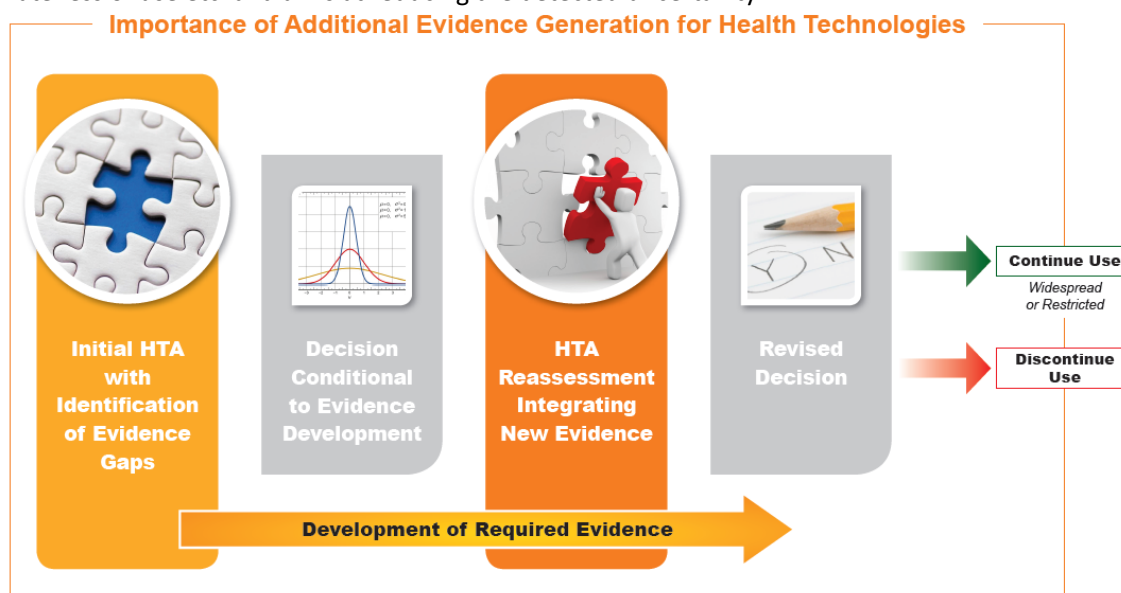 Importance of Additional Evidence Generation for Health Technologies
Initial HTA
with
Identification
of Evidence
Gaps
Decision
Conditional
to Evidence
Development
HTA
Reassessment
Integrating
New Evidence
Y N
Revised
Decision
Continue Use
Widespread
or Restricted
Discontinue
Use
Development of Required Evidence